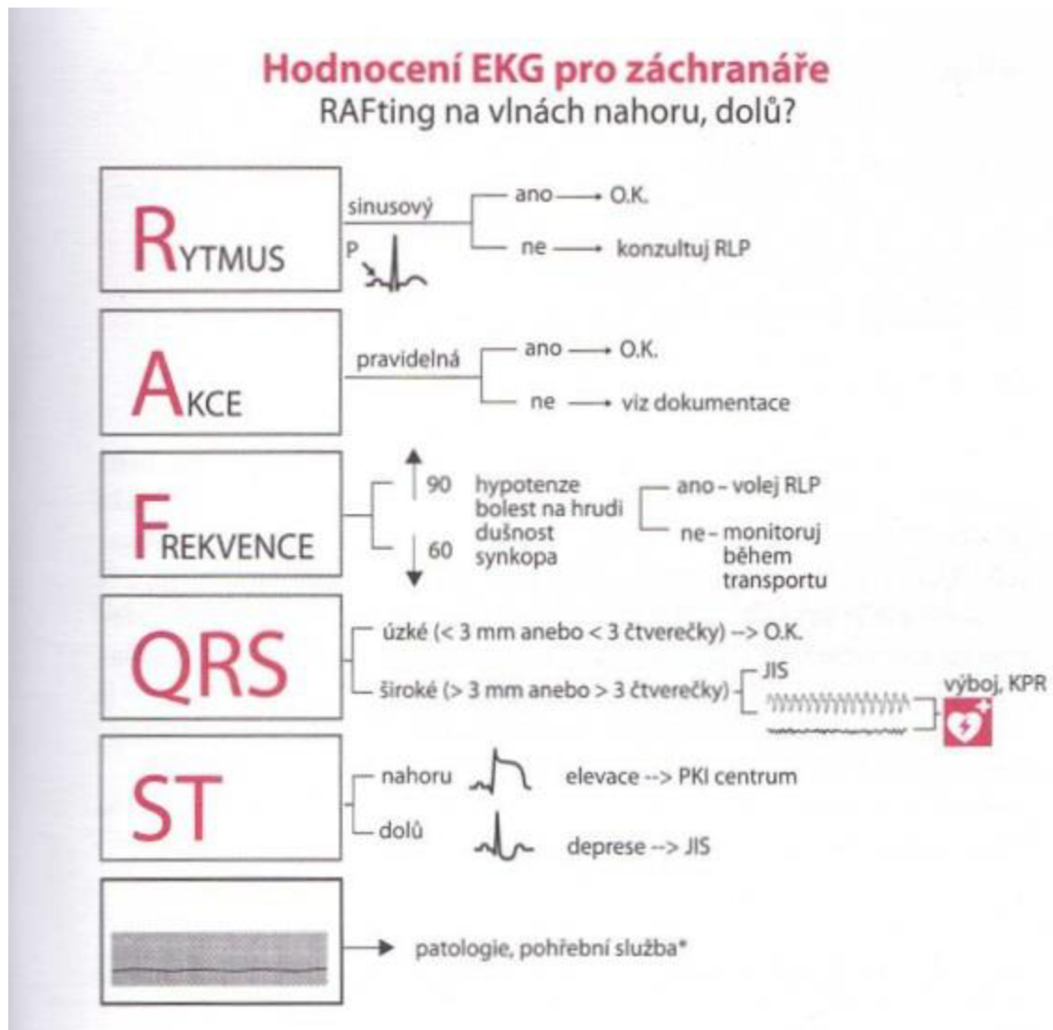 Hodnocení EKG pro záchranáře
RAFting na vlnách nahoru, dolů?
RYTMUS
sinusový
P
ano
O.K.
ne
konzultuj RLP
AKCE
pravidelná
ano
O.K.
ne
viz dokumentace
FREKVENCE
90
60
hypotenze
bolest na hrudi
dušnost
synkopa
ano – volej RLP
ne – monitoruj
během
transportu
QRS
úzké (< 3 mm anebo < 3 čtverečky) --> O.K.
široké (> 3 mm anebo > 3 čtverečky)
JIS
výboj, KPR
ST
nahoru
elevace --> PKI centrum
dolů
deprese --> JIS
patologie, pohřební služba*